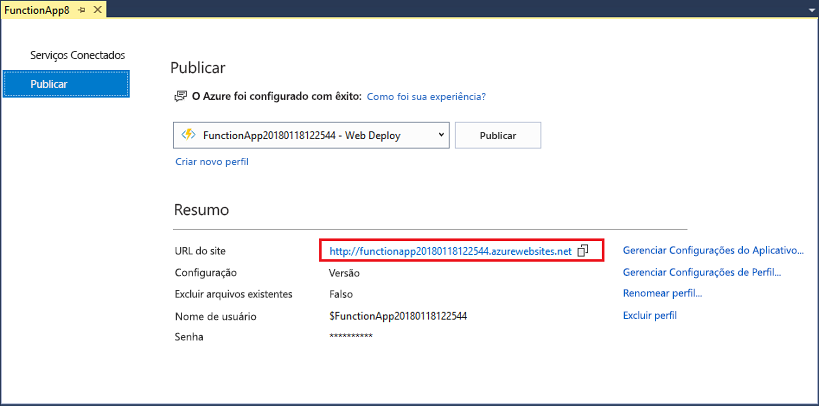 FunctionApp8
Serviços Conectados
Publicar
Publicar
O Azure foi configurado com êxito: Como foi sua experiência?
FunctionApp20180118122544 - Web Deploy
Publicar
Criar novo perfil
Resumo
URL do site http://functionapp20180118122544.azurewebsites.net Gerenciar Configurações do Aplicativo...
Configuração Versão Gerenciar Configurações de Perfil...
Excluir arquivos existentes Falso Renomear perfil...
Nome de usuário $FunctionApp20180118122544 Excluir perfil
Senha **********